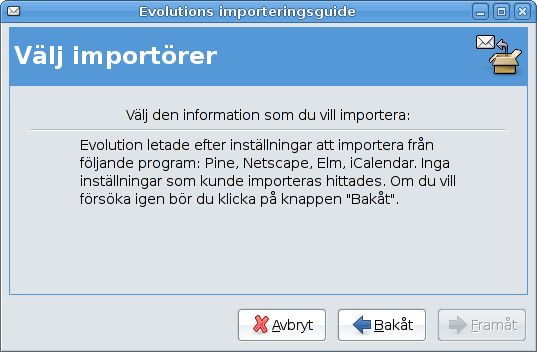 Evolutions importeringsguide
Välj importörer
Välj den information som du vill importera:
Evolution letade efter inställningar att importera från
följande program: Pine, Netscape, Elm, iCalendar. Inga
inställningar som kunde importeras hittades. Om du vill
försöka igen bör du klicka på knappen "Bakåt".
Avbryt
Bakåt
Framåt